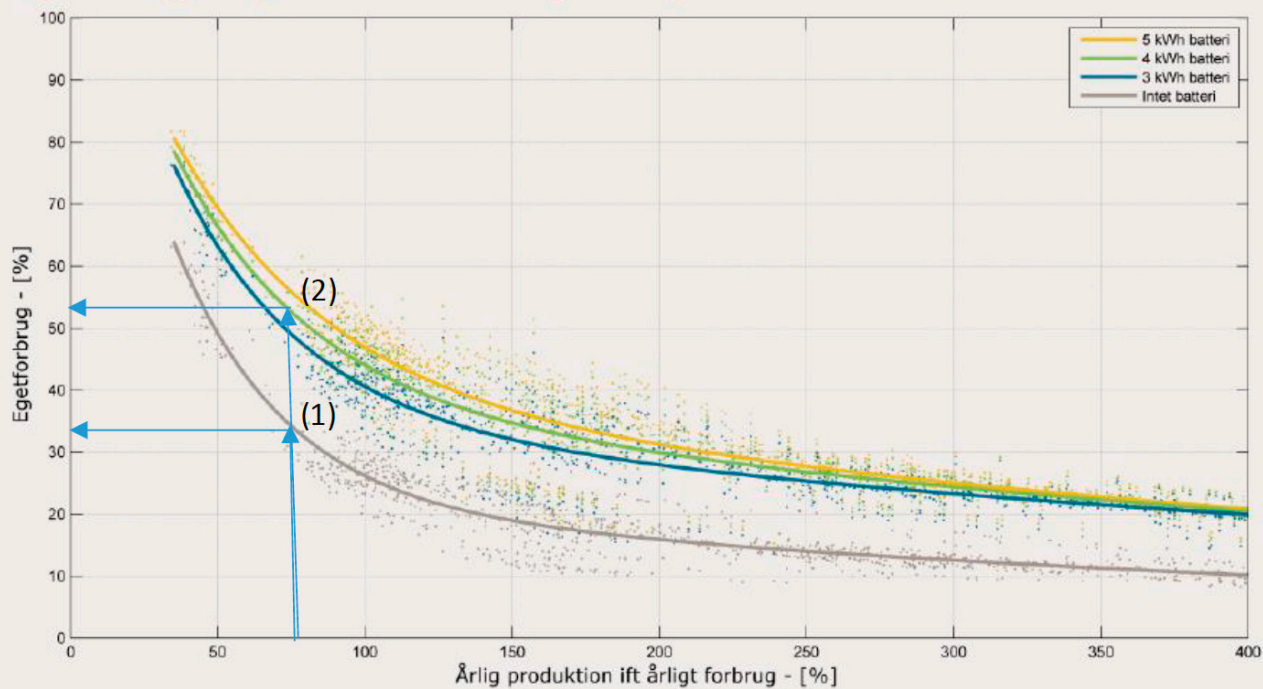 100
90
80
70
60
50
40
30
20
10
0
Egetforbrug - [%]
5 kWh batteri
4 kWh batteri
3 kWh batteri
Intet batteri
(2)
(1)
0 50 100 150 200 250 300 350 400
Årlig produktion ift årligt forbrug - [%]